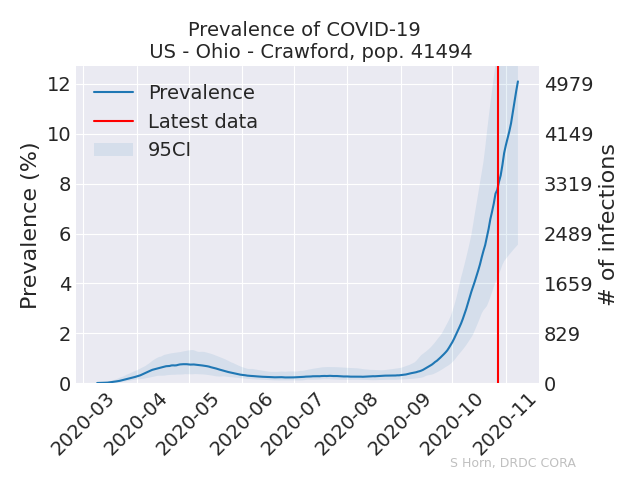 Prevalence of COVID-19
US - Ohio - Crawford, pop. 41494
Prevalence (%)
12
10
8
6
4
2
0
Prevalence
Latest data
95CI
4979
4149
3319
2489
1659
829
0
# of infections
2020-03
2020-04
2020-05
2020-06
2020-07
2020-08
2020-09
2020-10
2020-11
S Horn, DRDC CORA